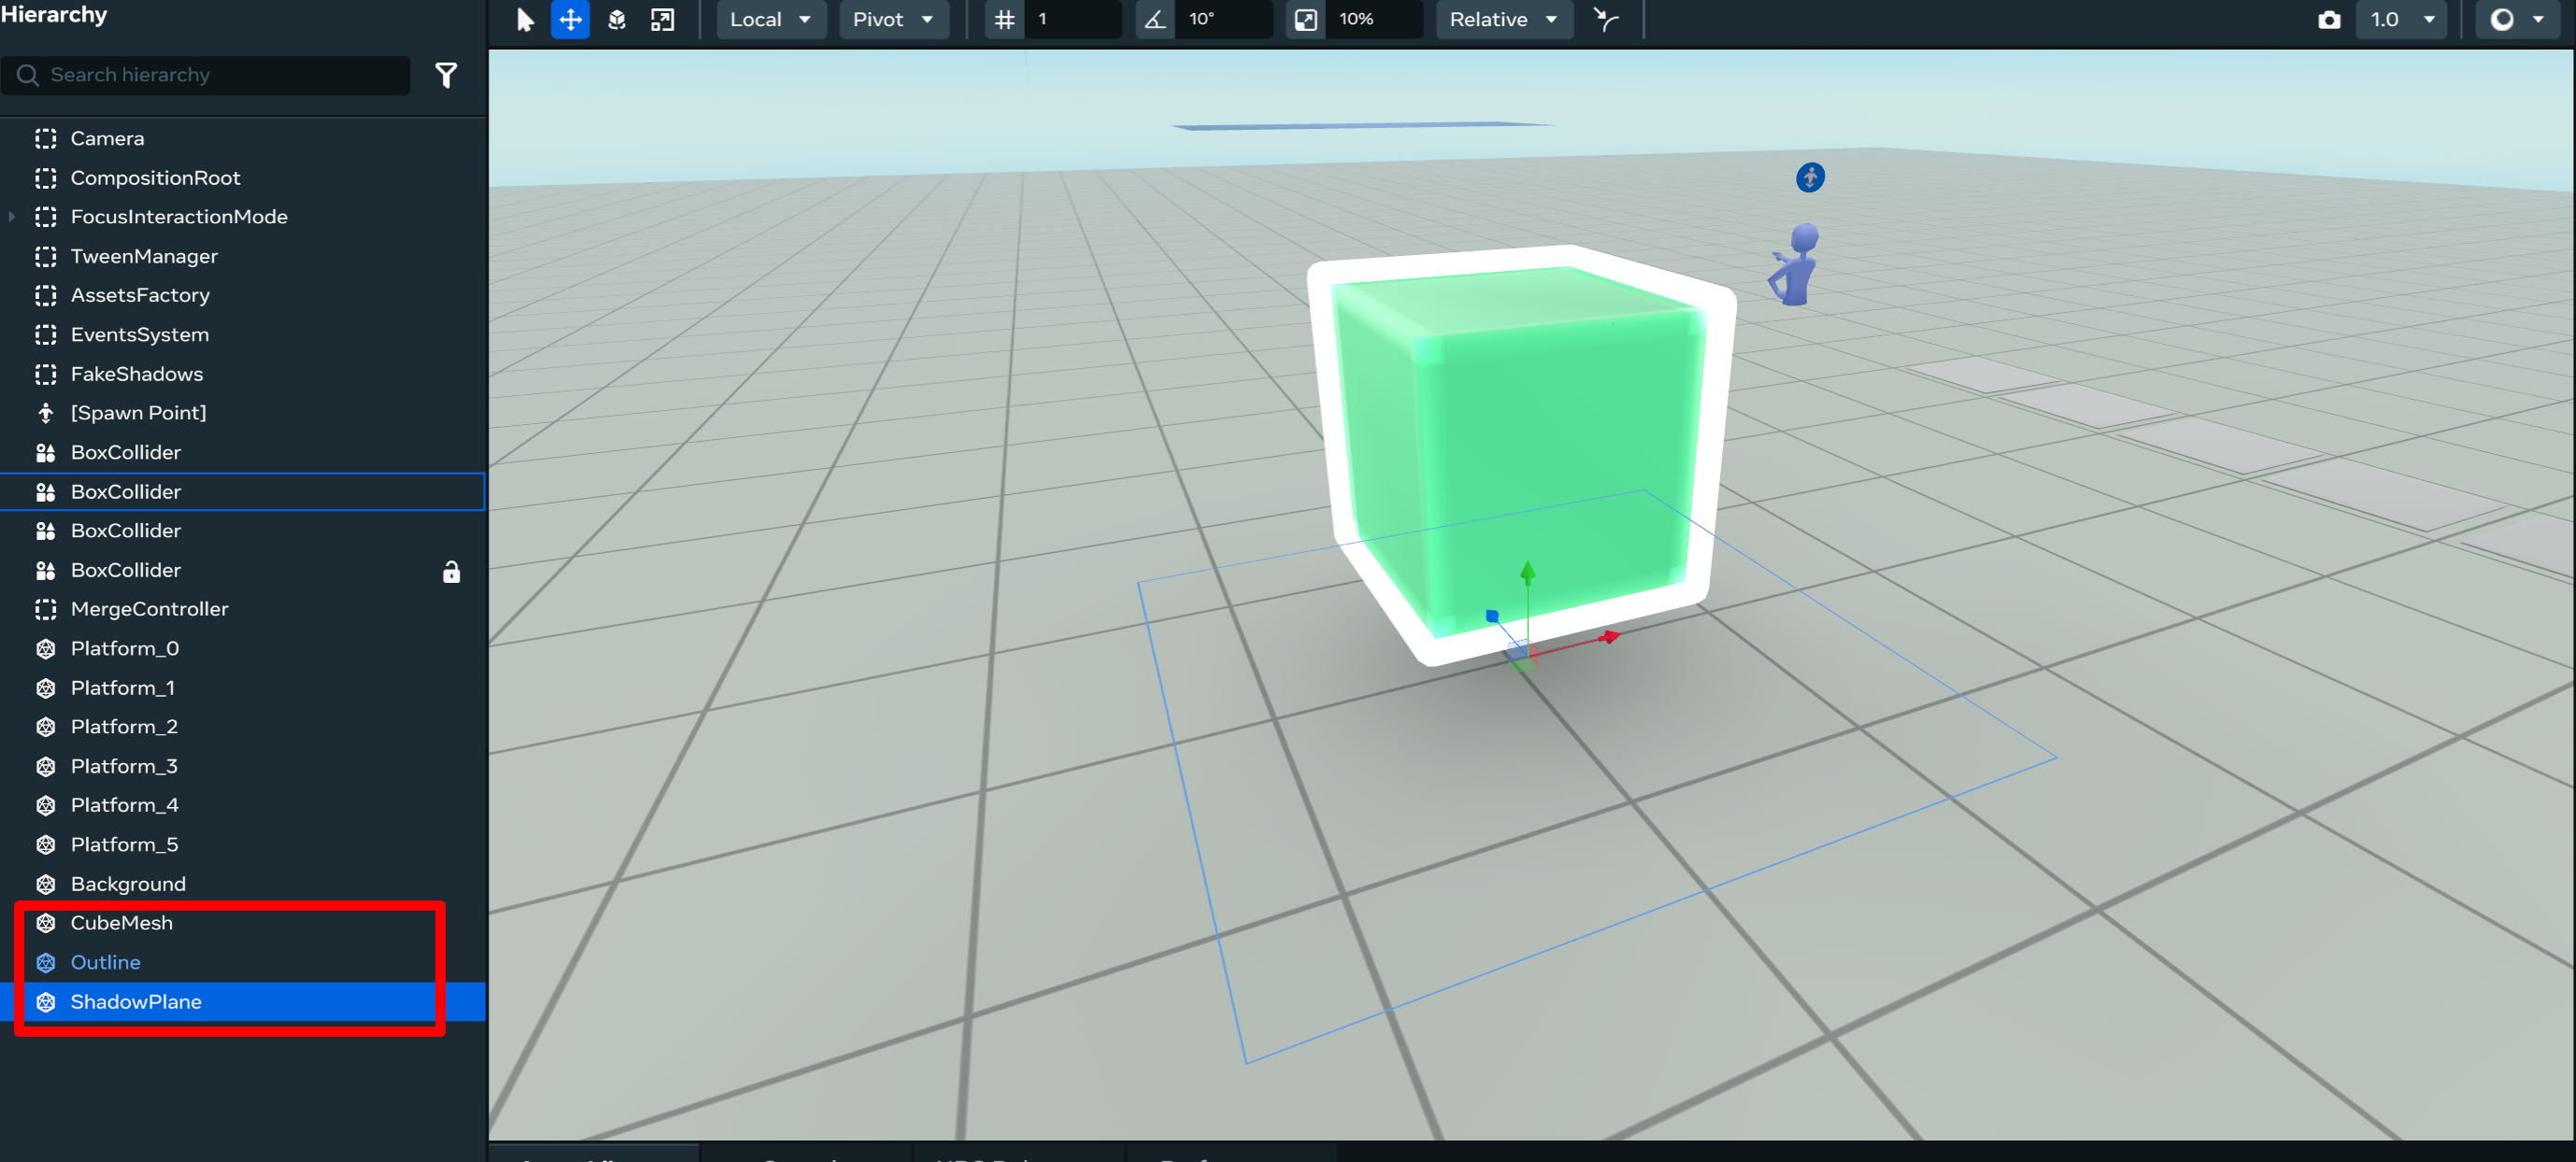 Hierarchy
Local
Pivot
1
10°
10%
Relative
1.0
Search hierarchy
Camera
CompositionRoot
FocusInteractionMode
TweenManager
AssetsFactory
EventsSystem
FakeShadows
[Spawn Point]
BoxCollider
BoxCollider
BoxCollider
BoxCollider
MergeController
Platform_0
Platform_1
Platform_2
Platform_3
Platform_4
Platform_5
Background
CubeMesh
Outline
ShadowPlane